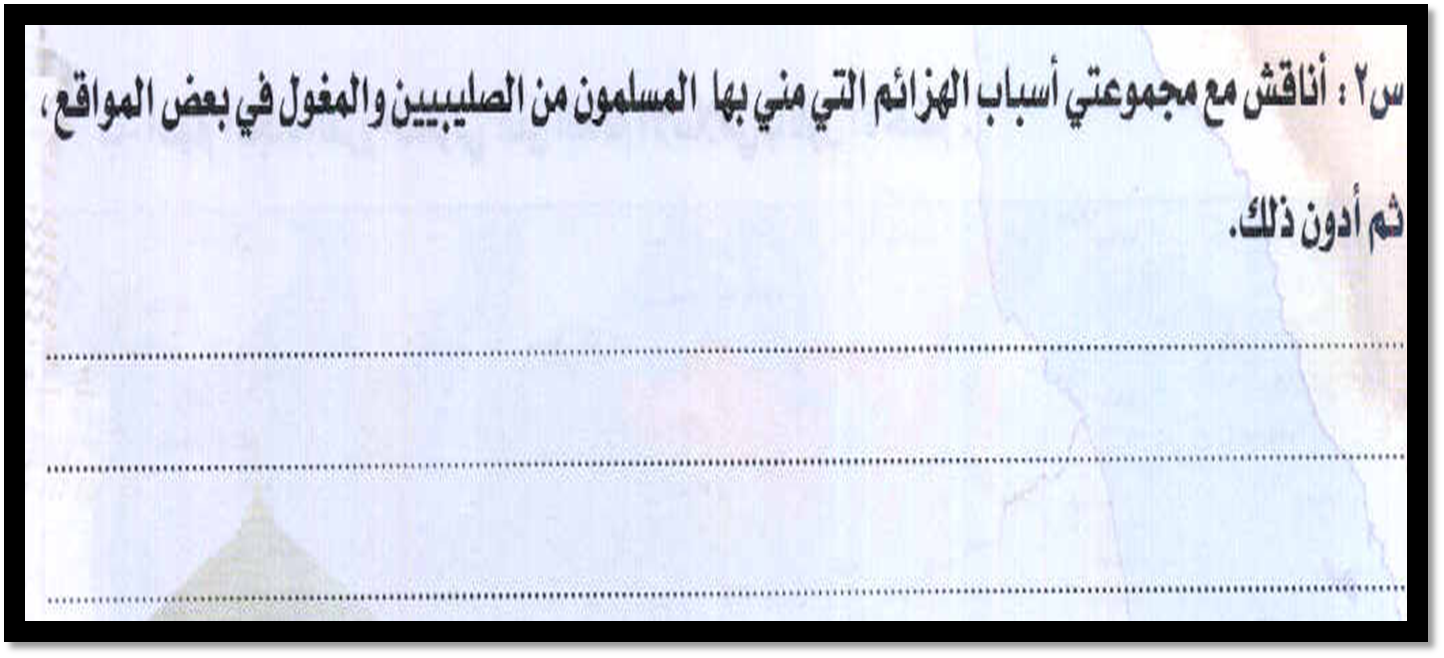 س٢ : أناقش مع مجموعتي أسباب الهزائم التي مني بها المسلمون من الصليبيين والمغول في بعض المواقع ،
ثم أدون ذلك.